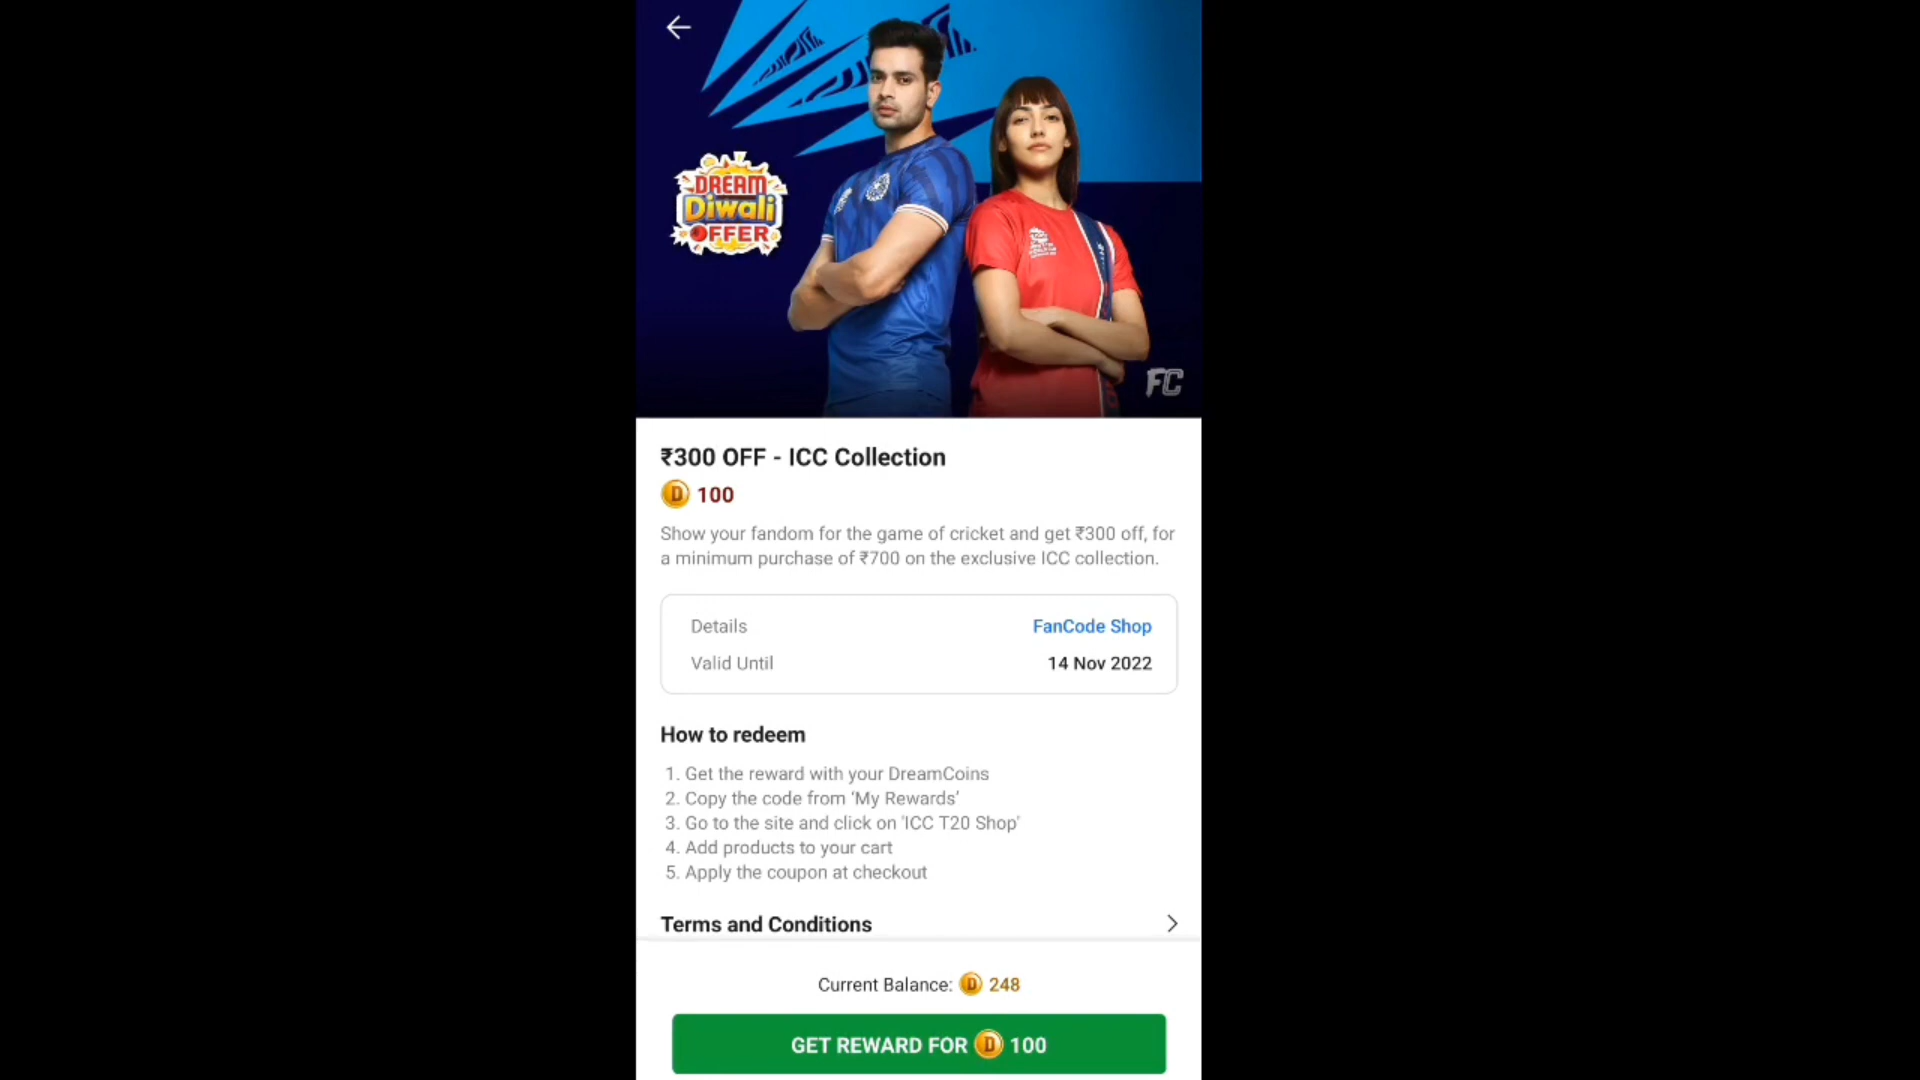 DREAM
Diwali
OFFER
FC
₹300 OFF - ICC Collection
D 100
Show your fandom for the game of cricket and get ₹300 off, for
a minimum purchase of ₹700 on the exclusive ICC collection.
Details FanCode Shop
Valid Until 14 Nov 2022
How to redeem
1. Get the reward with your DreamCoins
2. Copy the code from ‘My Rewards’
3. Go to the site and click on 'ICC T20 Shop'
4. Add products to your cart
5. Apply the coupon at checkout
Terms and Conditions
Current Balance: D 248
GET REWARD FOR D 100